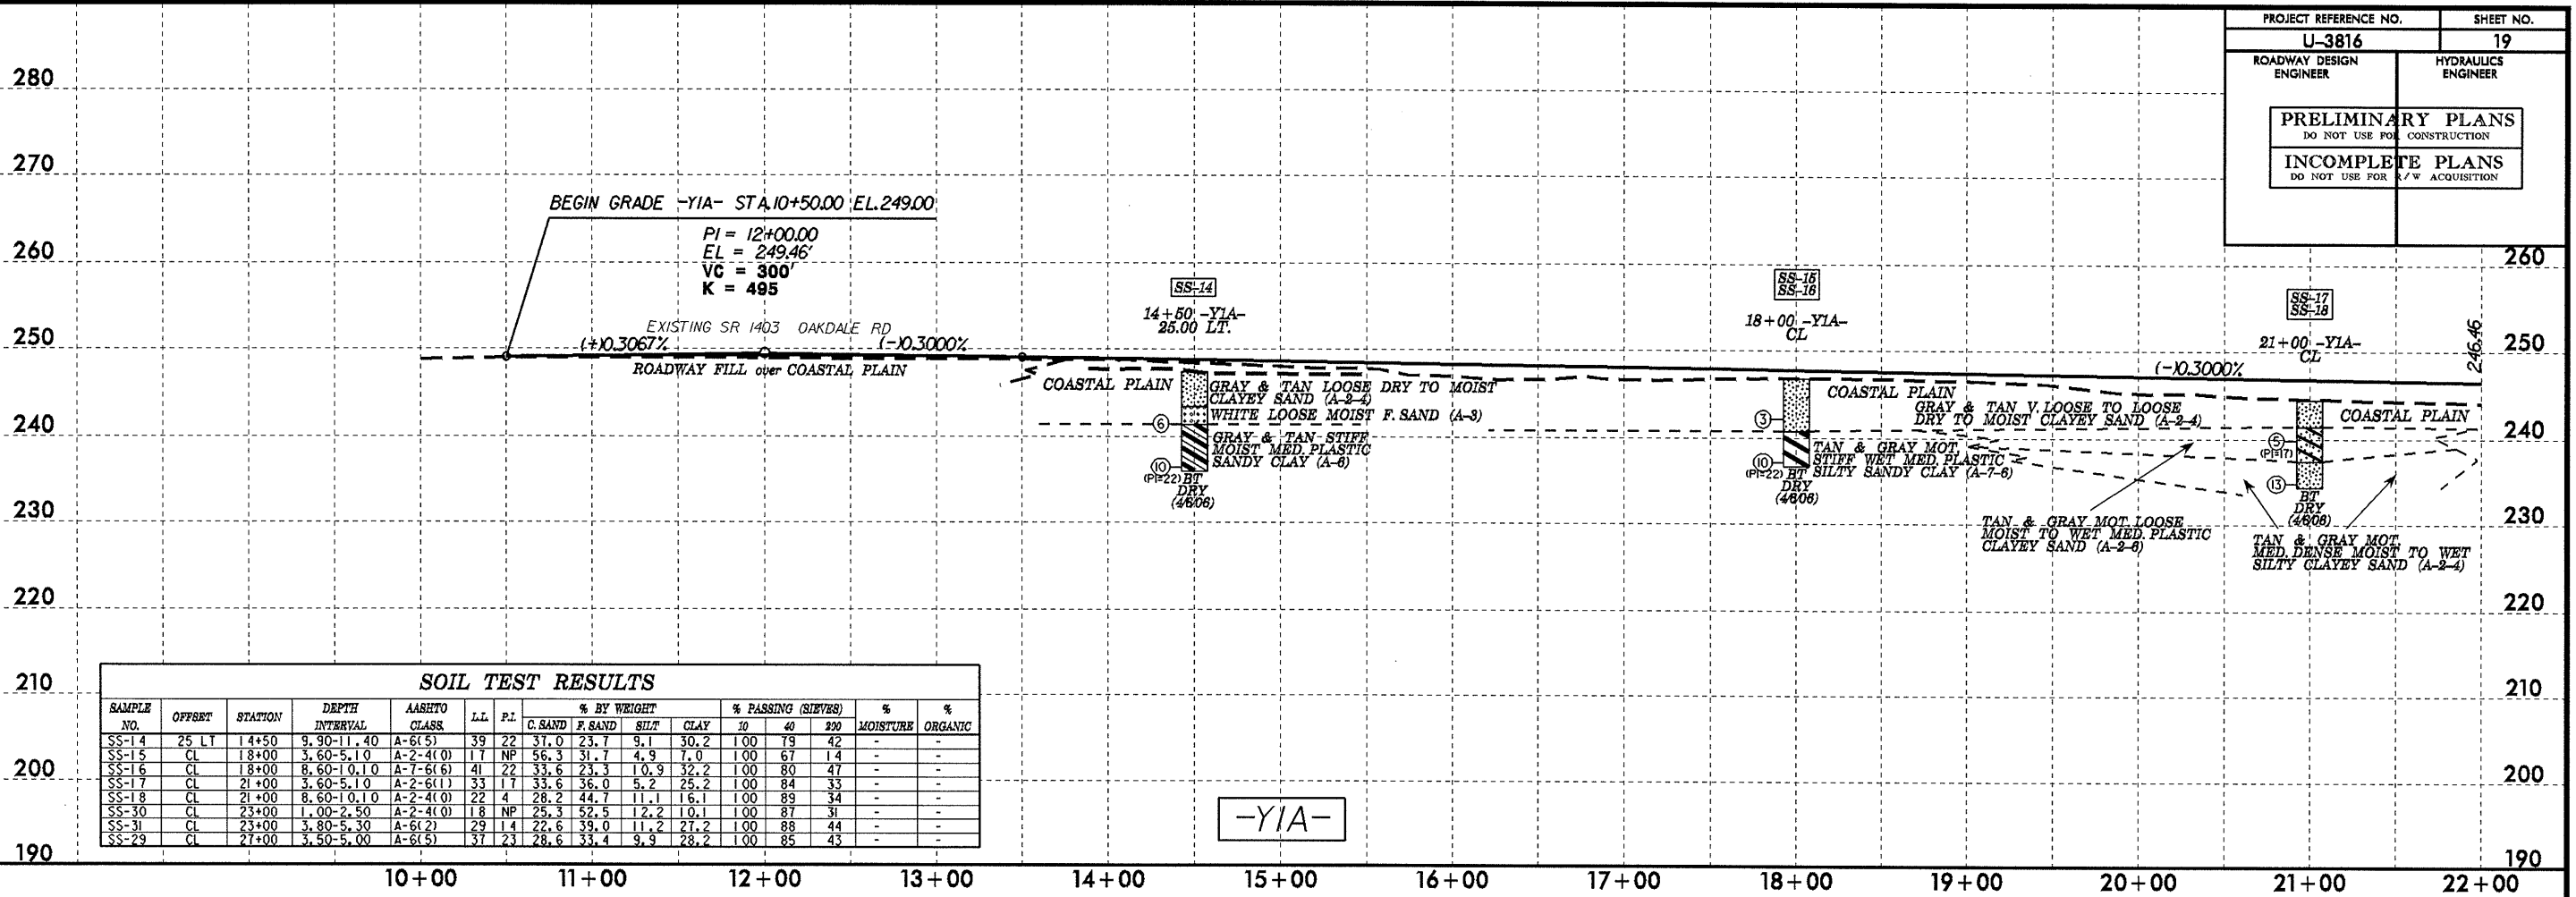 PROJECT REFERENCE NO. SHEET NO.
U-3816 19
ROADWAY DESIGN ENGINEER
HYDRAULICS ENGINEER
PRELIMINARY PLANS
DO NOT USE FOR CONSTRUCTION
INCOMPLETE PLANS
DO NOT USE FOR R/W ACQUISITION
280
270
260 260
250 250
240 240
230 230
220 220
210 210
200 200
190 190
BEGIN GRADE -Y1A- STA.10+50.00 EL.249.00
PI = 12+00.00
EL = 249.46'
VC = 300'
K = 495
EXISTING SR 1403 OAKDALE RD
(+)0.3067% (-)0.3000%
ROADWAY FILL over COASTAL PLAIN
SS-14
14+50 -Y1A-
25.00 LT.
COASTAL PLAIN
GRAY & TAN LOOSE DRY TO MOIST
CLAYEY SAND (A-2-4)
WHITE LOOSE MOIST F. SAND (A-3)
6
GRAY & TAN STIFF
MOIST MED. PLASTIC
SANDY CLAY (A-6)
10
(PI=22) BT
DRY
(4/6/06)
SS-15
SS-16
18+00 -Y1A-
CL
COASTAL PLAIN
GRAY & TAN V. LOOSE TO LOOSE
DRY TO MOIST CLAYEY SAND (A-2-4)
3
TAN & GRAY MOT.
STIFF WET MED. PLASTIC
SILTY SANDY CLAY (A-7-6)
10
(PI=22) BT
DRY
(4/6/06)
SS-17
SS-18
21+00 -Y1A-
CL
(-)0.3000%
246.46
COASTAL PLAIN
5
(PI=17)
13
BT
DRY
(4/6/06)
TAN & GRAY MOT. LOOSE
MOIST TO WET MED. PLASTIC
CLAYEY SAND (A-2-6)
TAN & GRAY MOT.
MED. DENSE MOIST TO WET
SILTY CLAYEY SAND (A-2-4)
SOIL TEST RESULTS
SAMPLE NO. OFFSET STATION DEPTH INTERVAL AASHTO CLASS. L.L. P.I. % BY WEIGHT % PASSING (SIEVES) % MOISTURE % ORGANIC
C. SAND F. SAND SILT CLAY 10 40 200
SS-14 25 LT 14+50 9.90-11.40 A-6(5) 39 22 37.0 23.7 9.1 30.2 100 79 42 - -
SS-15 CL 18+00 3.60-5.10 A-2-4(0) 17 NP 56.3 31.7 4.9 7.0 100 67 14 - -
SS-16 CL 18+00 8.60-10.10 A-7-6(6) 41 22 33.6 23.3 10.9 32.2 100 80 47 - -
SS-17 CL 21+00 3.60-5.10 A-2-6(1) 33 17 33.6 36.0 5.2 25.2 100 84 33 - -
SS-18 CL 21+00 8.60-10.10 A-2-4(0) 22 4 28.2 44.7 11.1 16.1 100 89 34 - -
SS-30 CL 23+00 1.00-2.50 A-2-4(0) 18 NP 25.3 52.5 12.2 10.1 100 87 31 - -
SS-31 CL 23+00 3.80-5.30 A-6(2) 29 14 22.6 39.0 11.2 27.2 100 88 44 - -
SS-29 CL 27+00 3.50-5.00 A-6(5) 37 23 28.6 33.4 9.9 28.2 100 85 43 - -
-Y1A-
10+00 11+00 12+00 13+00 14+00 15+00 16+00 17+00 18+00 19+00 20+00 21+00 22+00